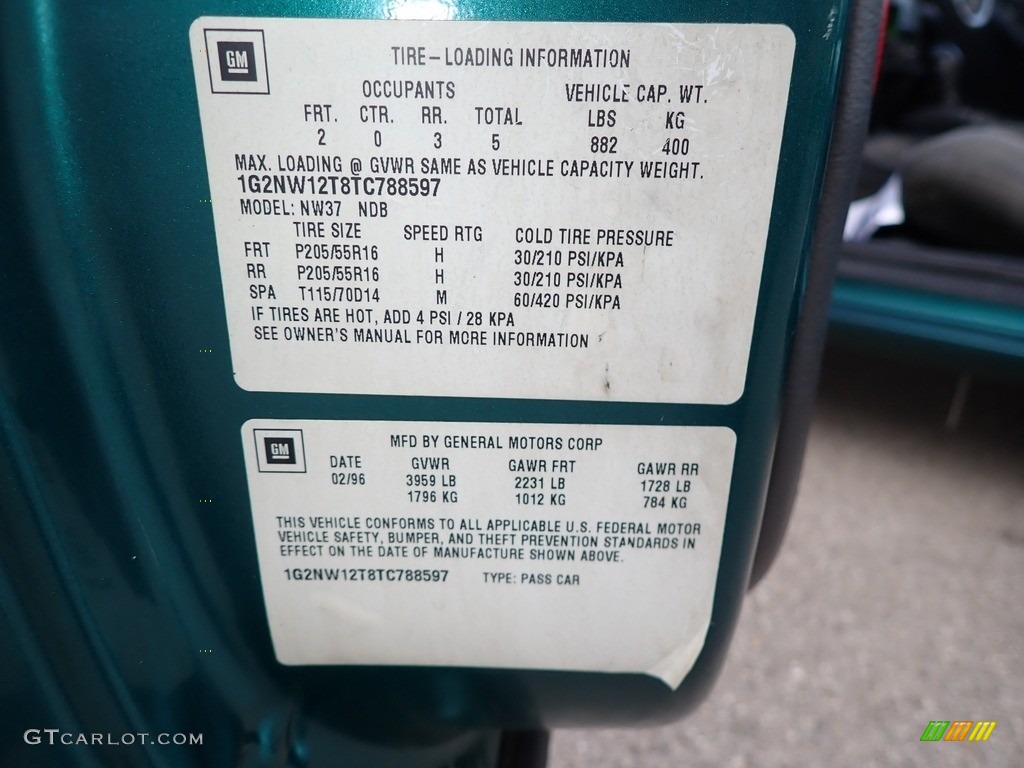 GM
TIRE-LOADING INFORMATION
OCCUPANTS VEHICLE CAP. WT.
FRT. CTR. RR. TOTAL LBS KG
2 0 3 5 882 400
MAX. LOADING @ GVWR SAME AS VEHICLE CAPACITY WEIGHT.
1G2NW12T8TC788597
MODEL: NW37 NDB
TIRE SIZE SPEED RTG COLD TIRE PRESSURE
FRT P205/55R16 H 30/210 PSI/KPA
RR P205/55R16 H 30/210 PSI/KPA
SPA T115/70D14 M 60/420 PSI/KPA
IF TIRES ARE HOT, ADD 4 PSI / 28 KPA
SEE OWNER'S MANUAL FOR MORE INFORMATION
GM
MFD BY GENERAL MOTORS CORP
DATE GVWR GAWR FRT GAWR RR
02/96 3959 LB 2231 LB 1728 LB
1796 KG 1012 KG 784 KG
THIS VEHICLE CONFORMS TO ALL APPLICABLE U.S. FEDERAL MOTOR
VEHICLE SAFETY, BUMPER, AND THEFT PREVENTION STANDARDS IN
EFFECT ON THE DATE OF MANUFACTURE SHOWN ABOVE.
1G2NW12T8TC788597 TYPE: PASS CAR
GTCARLOT.COM